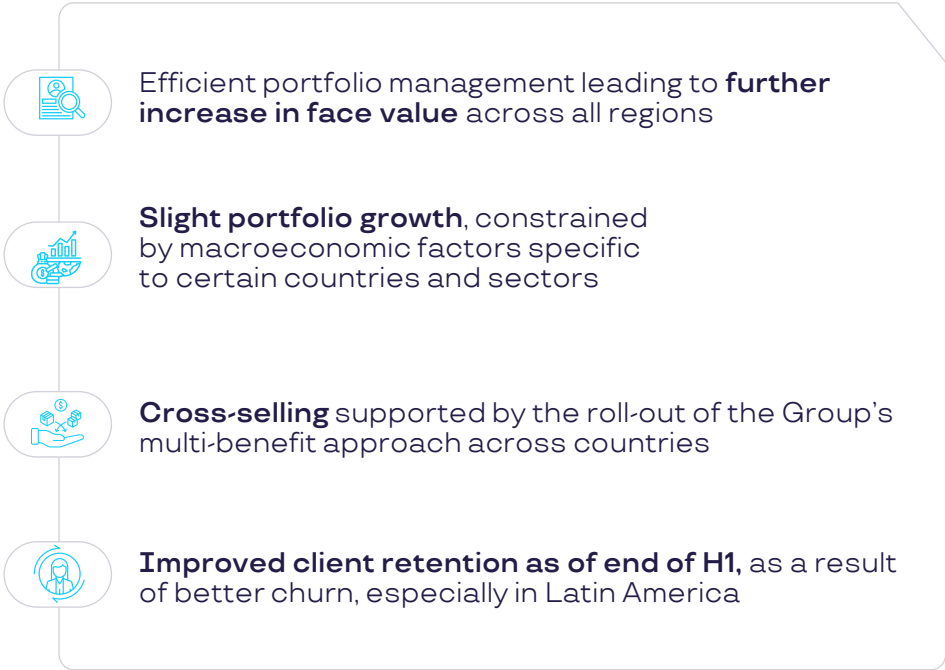 Efficient portfolio management leading to further
increase in face value across all regions
Slight portfolio growth, constrained
by macroeconomic factors specific
to certain countries and sectors
$
Cross-selling supported by the roll-out of the Group's
multi-benefit approach across countries
Improved client retention as of end of H1, as a result
of better churn, especially in Latin America